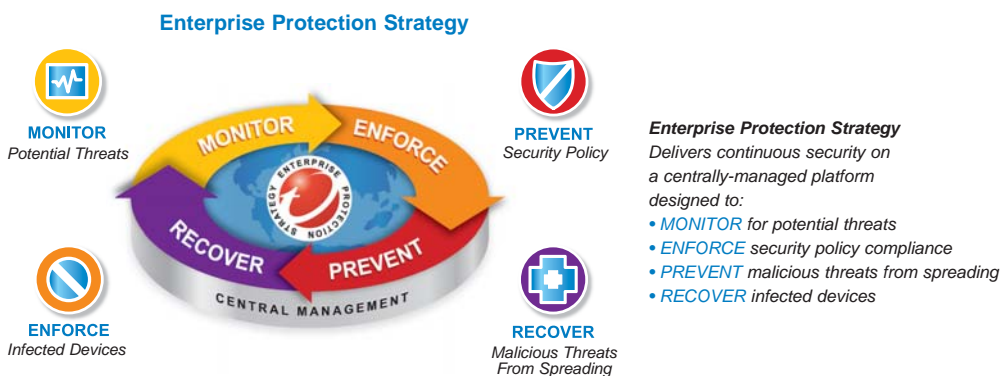 Enterprise Protection Strategy
MONITOR
Potential Threats
PREVENT
Security Policy
MONITOR
ENFORCE
PREVENT
RECOVER
ENTERPRISE PROTECTION STRATEGY
CENTRAL MANAGEMENT
ENFORCE
Infected Devices
RECOVER
Malicious Threats
From Spreading
Enterprise Protection Strategy
Delivers continuous security on
a centrally-managed platform
designed to:
• MONITOR for potential threats
• ENFORCE security policy compliance
• PREVENT malicious threats from spreading
• RECOVER infected devices